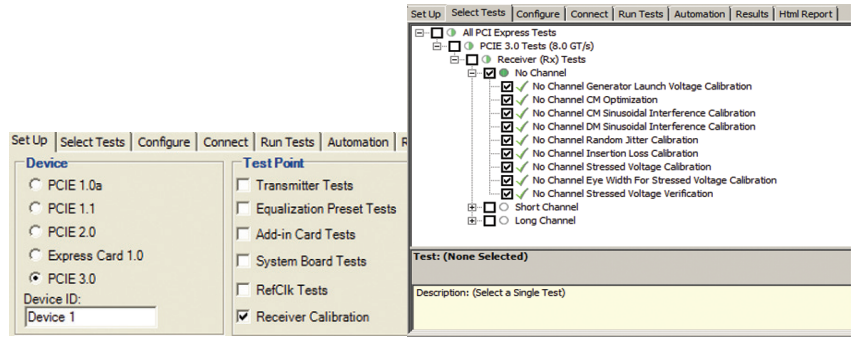 Set Up Select Tests Configure Connect Run Tests Automation R
Device
PCIE 1.0a
PCIE 1.1
PCIE 2.0
Express Card 1.0
PCIE 3.0
Device ID:
Device 1
Test Point
Transmitter Tests
Equalization Preset Tests
Add-in Card Tests
System Board Tests
RefClk Tests
Receiver Calibration
Set Up Select Tests Configure Connect Run Tests Automation Results Html Report
All PCI Express Tests
PCIE 3.0 Tests (8.0 GT/s)
Receiver (Rx) Tests
No Channel
No Channel Generator Launch Voltage Calibration
No Channel CM Optimization
No Channel CM Sinusoidal Interference Calibration
No Channel DM Sinusoidal Interference Calibration
No Channel Random Jitter Calibration
No Channel Insertion Loss Calibration
No Channel Stressed Voltage Calibration
No Channel Eye Width For Stressed Voltage Calibration
No Channel Stressed Voltage Verification
Short Channel
Long Channel
Test: (None Selected)
Description: (Select a Single Test)